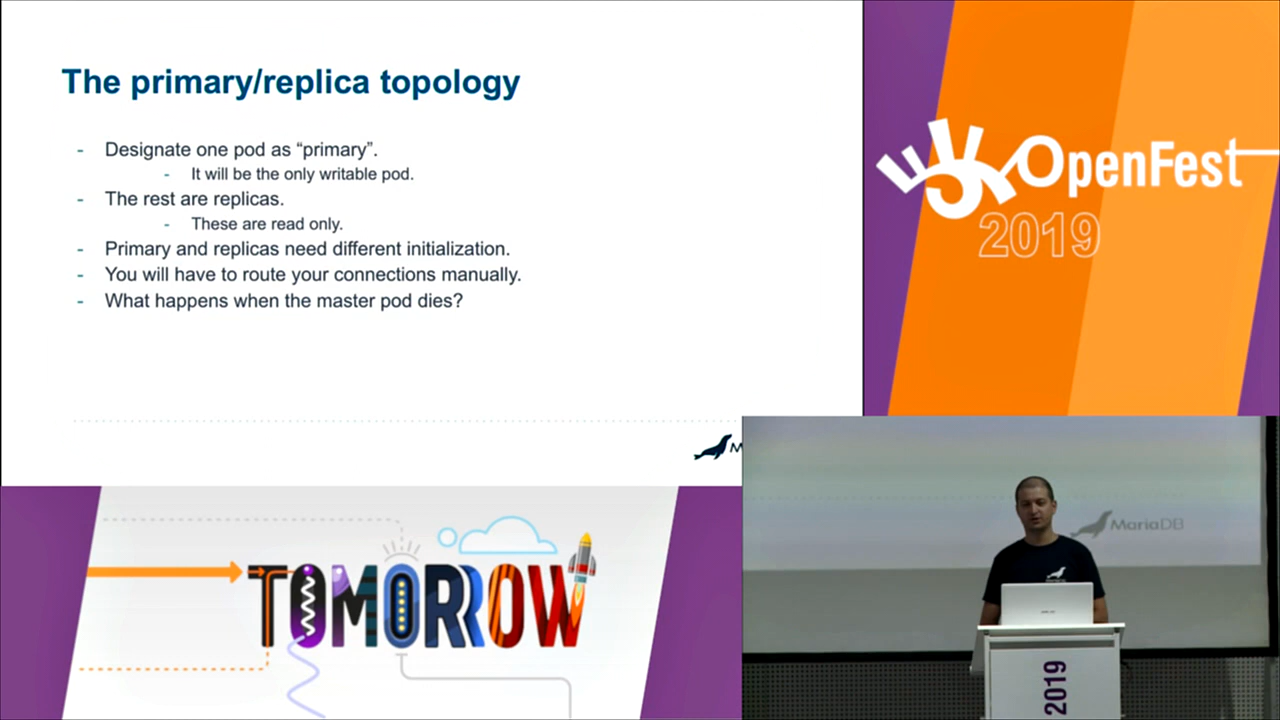 The primary/replica topology
- Designate one pod as “primary”.
- It will be the only writable pod.
- The rest are replicas.
- These are read only.
- Primary and replicas need different initialization.
- You will have to route your connections manually.
- What happens when the master pod dies?
OpenFest
2019
TOMORROW
MariaDB
2019